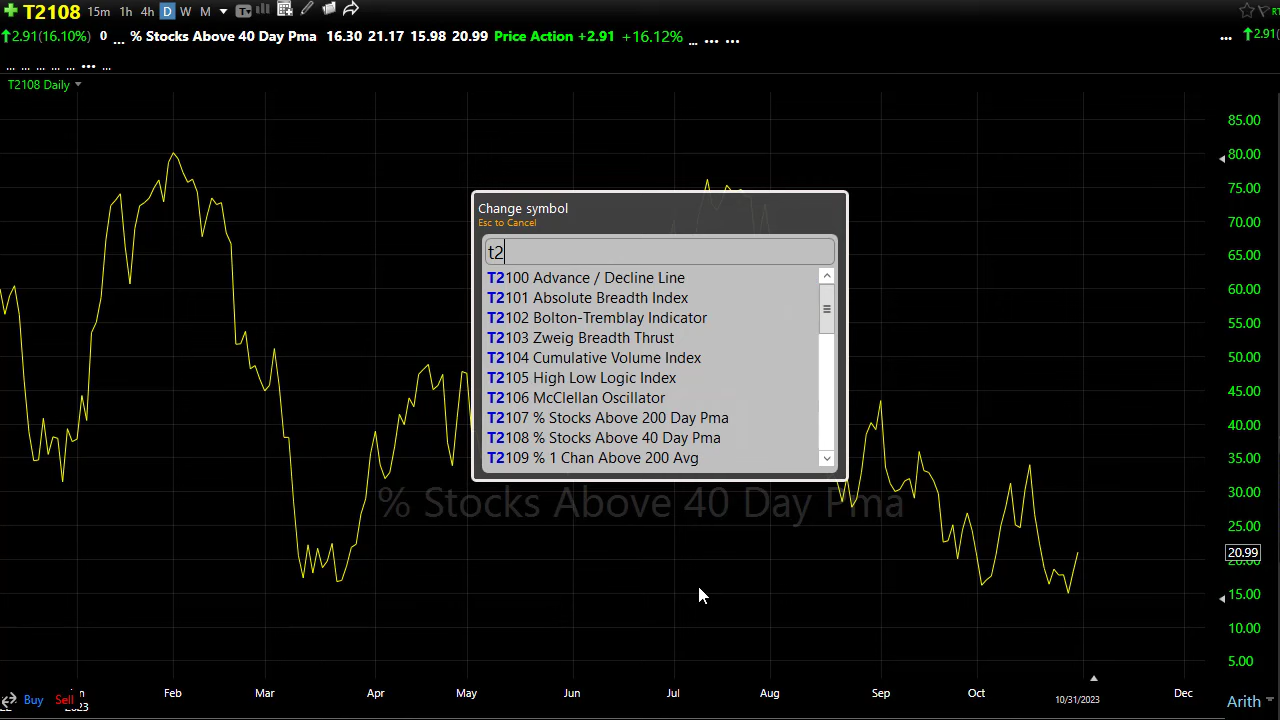 T2108 15m 1h 4h D W M T
2.91(16.10%) 0 ... % Stocks Above 40 Day Pma 16.30 21.17 15.98 20.99 Price Action +2.91 +16.12% ... ... ... ... 2.91(
... ... ... ... ... ... ...
T2108 Daily
85.00
80.00
75.00
70.00
65.00
60.00
55.00
50.00
45.00
40.00
35.00
30.00
25.00
20.99
20.00
15.00
10.00
5.00
Change symbol
Esc to Cancel
t2
T2100 Advance / Decline Line
T2101 Absolute Breadth Index
T2102 Bolton-Tremblay Indicator
T2103 Zweig Breadth Thrust
T2104 Cumulative Volume Index
T2105 High Low Logic Index
T2106 McClellan Oscillator
T2107 % Stocks Above 200 Day Pma
T2108 % Stocks Above 40 Day Pma
T2109 % 1 Chan Above 200 Avg
% Stocks Above 40 Day Pma
Feb Mar Apr May Jun Jul Aug Sep Oct Dec
Buy Sell 10/31/2023 Arith